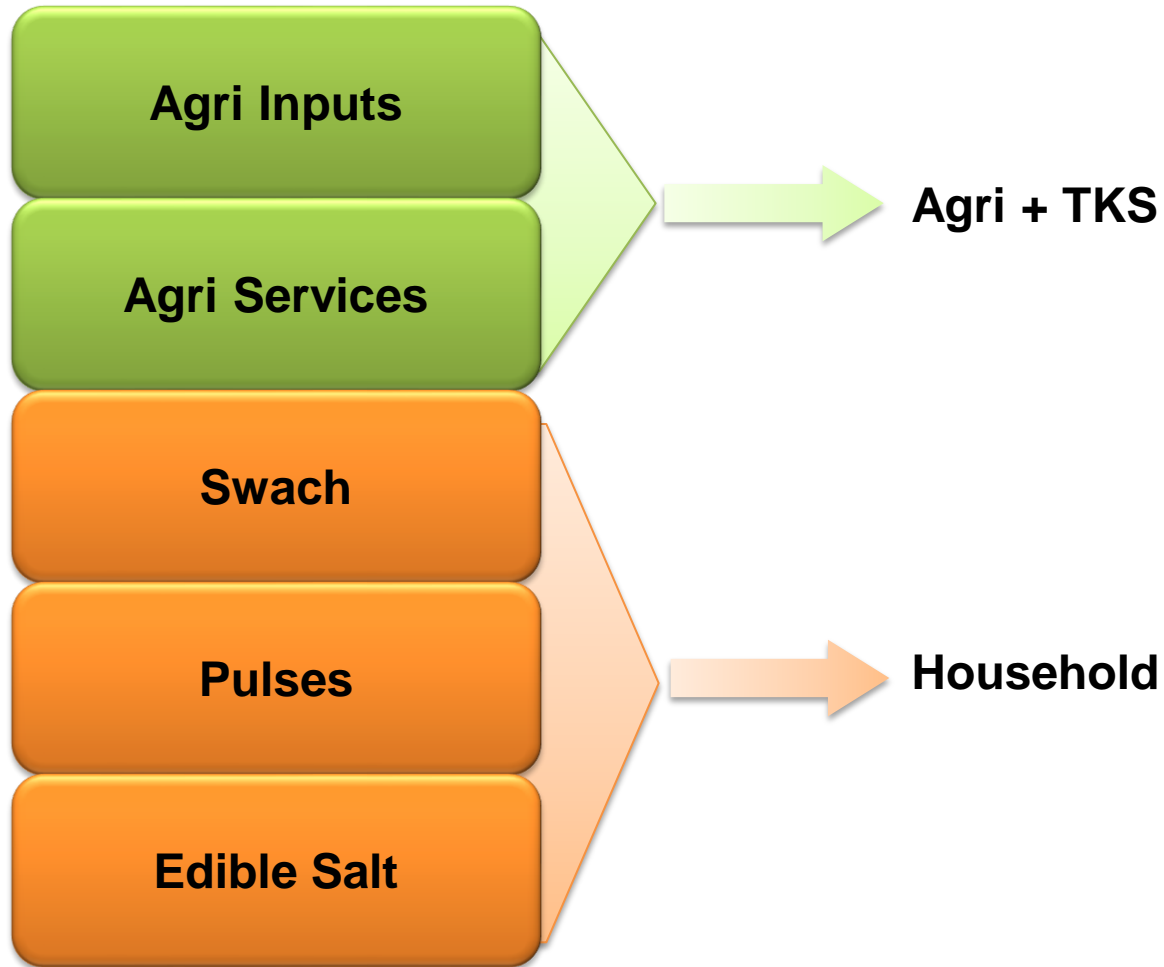 Agri Inputs
Agri Services
Agri + TKS
Swach
Pulses
Edible Salt
Household